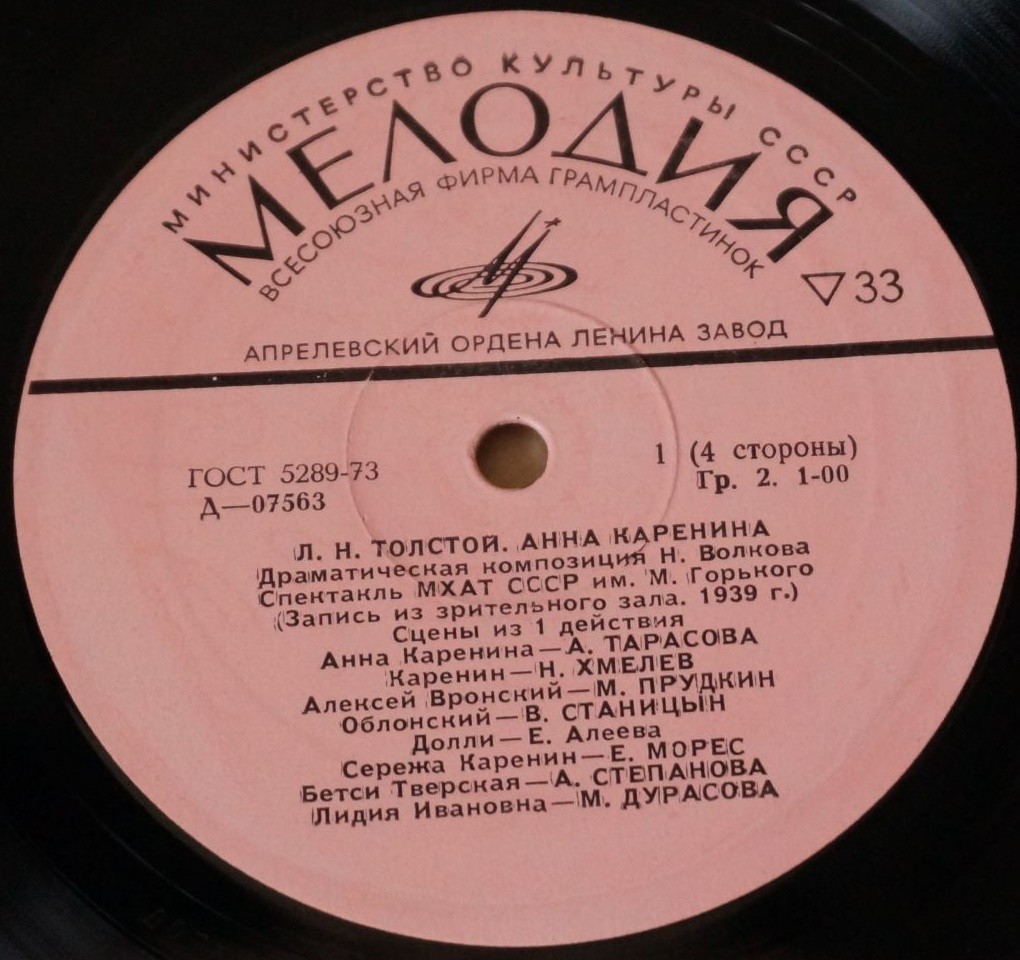 МИНИСТЕРСТВО КУЛЬТУРЫ СССР
МЕЛОДИЯ
ВСЕСОЮЗНАЯ ФИРМА ГРАМПЛАСТИНОК
33
АПРЕЛЕВСКИЙ ОРДЕНА ЛЕНИНА ЗАВОД
ГОСТ 5289-73
Д—07563
1 (4 стороны)
Гр. 2. 1-00
Л. Н. ТОЛСТОЙ. АННА КАРЕНИНА
Драматическая композиция Н. Волкова
Спектакль МХАТ СССР им. М. Горького
(Запись из зрительного зала. 1939 г.)
Сцены из 1 действия
Анна Каренина—А. ТАРАСОВА
Каренин—Н. ХМЕЛЕВ
Алексей Вронский—М. ПРУДКИН
Облонский—В. СТАНИЦЫН
Долли—Е. Алеева
Сережа Каренин—Е. МОРЕС
Бетси Тверская—А. СТЕПАНОВА
Лидия Ивановна—М. ДУРАСОВА